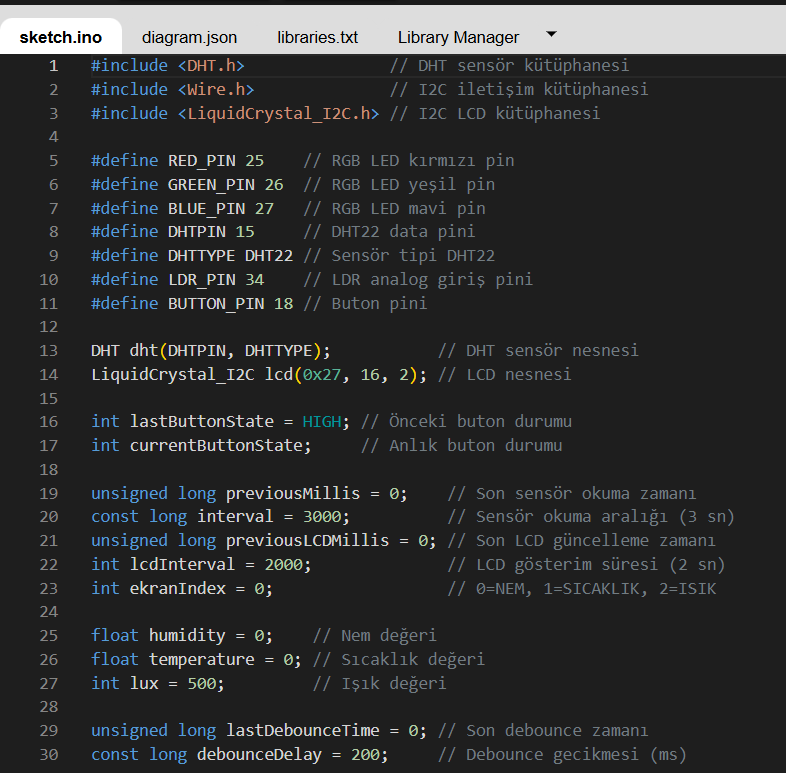 sketch.ino diagram.json libraries.txt Library Manager
1 #include <DHT.h> // DHT sensör kütüphanesi
2 #include <Wire.h> // I2C iletişim kütüphanesi
3 #include <LiquidCrystal_I2C.h> // I2C LCD kütüphanesi
4
5 #define RED_PIN 25 // RGB LED kırmızı pin
6 #define GREEN_PIN 26 // RGB LED yeşil pin
7 #define BLUE_PIN 27 // RGB LED mavi pin
8 #define DHTPIN 15 // DHT22 data pini
9 #define DHTTYPE DHT22 // Sensör tipi DHT22
10 #define LDR_PIN 34 // LDR analog giriş pini
11 #define BUTTON_PIN 18 // Buton pini
12
13 DHT dht(DHTPIN, DHTTYPE); // DHT sensör nesnesi
14 LiquidCrystal_I2C lcd(0x27, 16, 2); // LCD nesnesi
15
16 int lastButtonState = HIGH; // Önceki buton durumu
17 int currentButtonState; // Anlık buton durumu
18
19 unsigned long previousMillis = 0; // Son sensör okuma zamanı
20 const long interval = 3000; // Sensör okuma aralığı (3 sn)
21 unsigned long previousLCDMillis = 0; // Son LCD güncelleme zamanı
22 int lcdInterval = 2000; // LCD gösterim süresi (2 sn)
23 int ekranIndex = 0; // 0=NEM, 1=SICAKLIK, 2=ISIK
24
25 float humidity = 0; // Nem değeri
26 float temperature = 0; // Sıcaklık değeri
27 int lux = 500; // Işık değeri
28
29 unsigned long lastDebounceTime = 0; // Son debounce zamanı
30 const long debounceDelay = 200; // Debounce gecikmesi (ms)